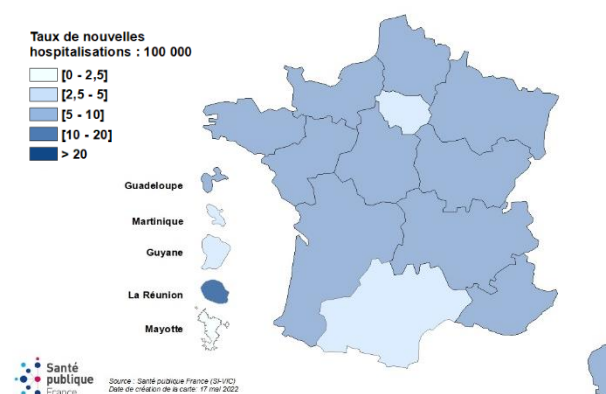 Taux de nouvelles
hospitalisations : 100 000
[0 - 2,5]
[2,5 - 5]
[5 - 10]
[10 - 20]
> 20
Guadeloupe
Martinique
Guyane
La Réunion
Mayotte
Santé
publique
France
Source : Santé publique France (SI-VIC)
Date de création de la carte: 17 mai 2022